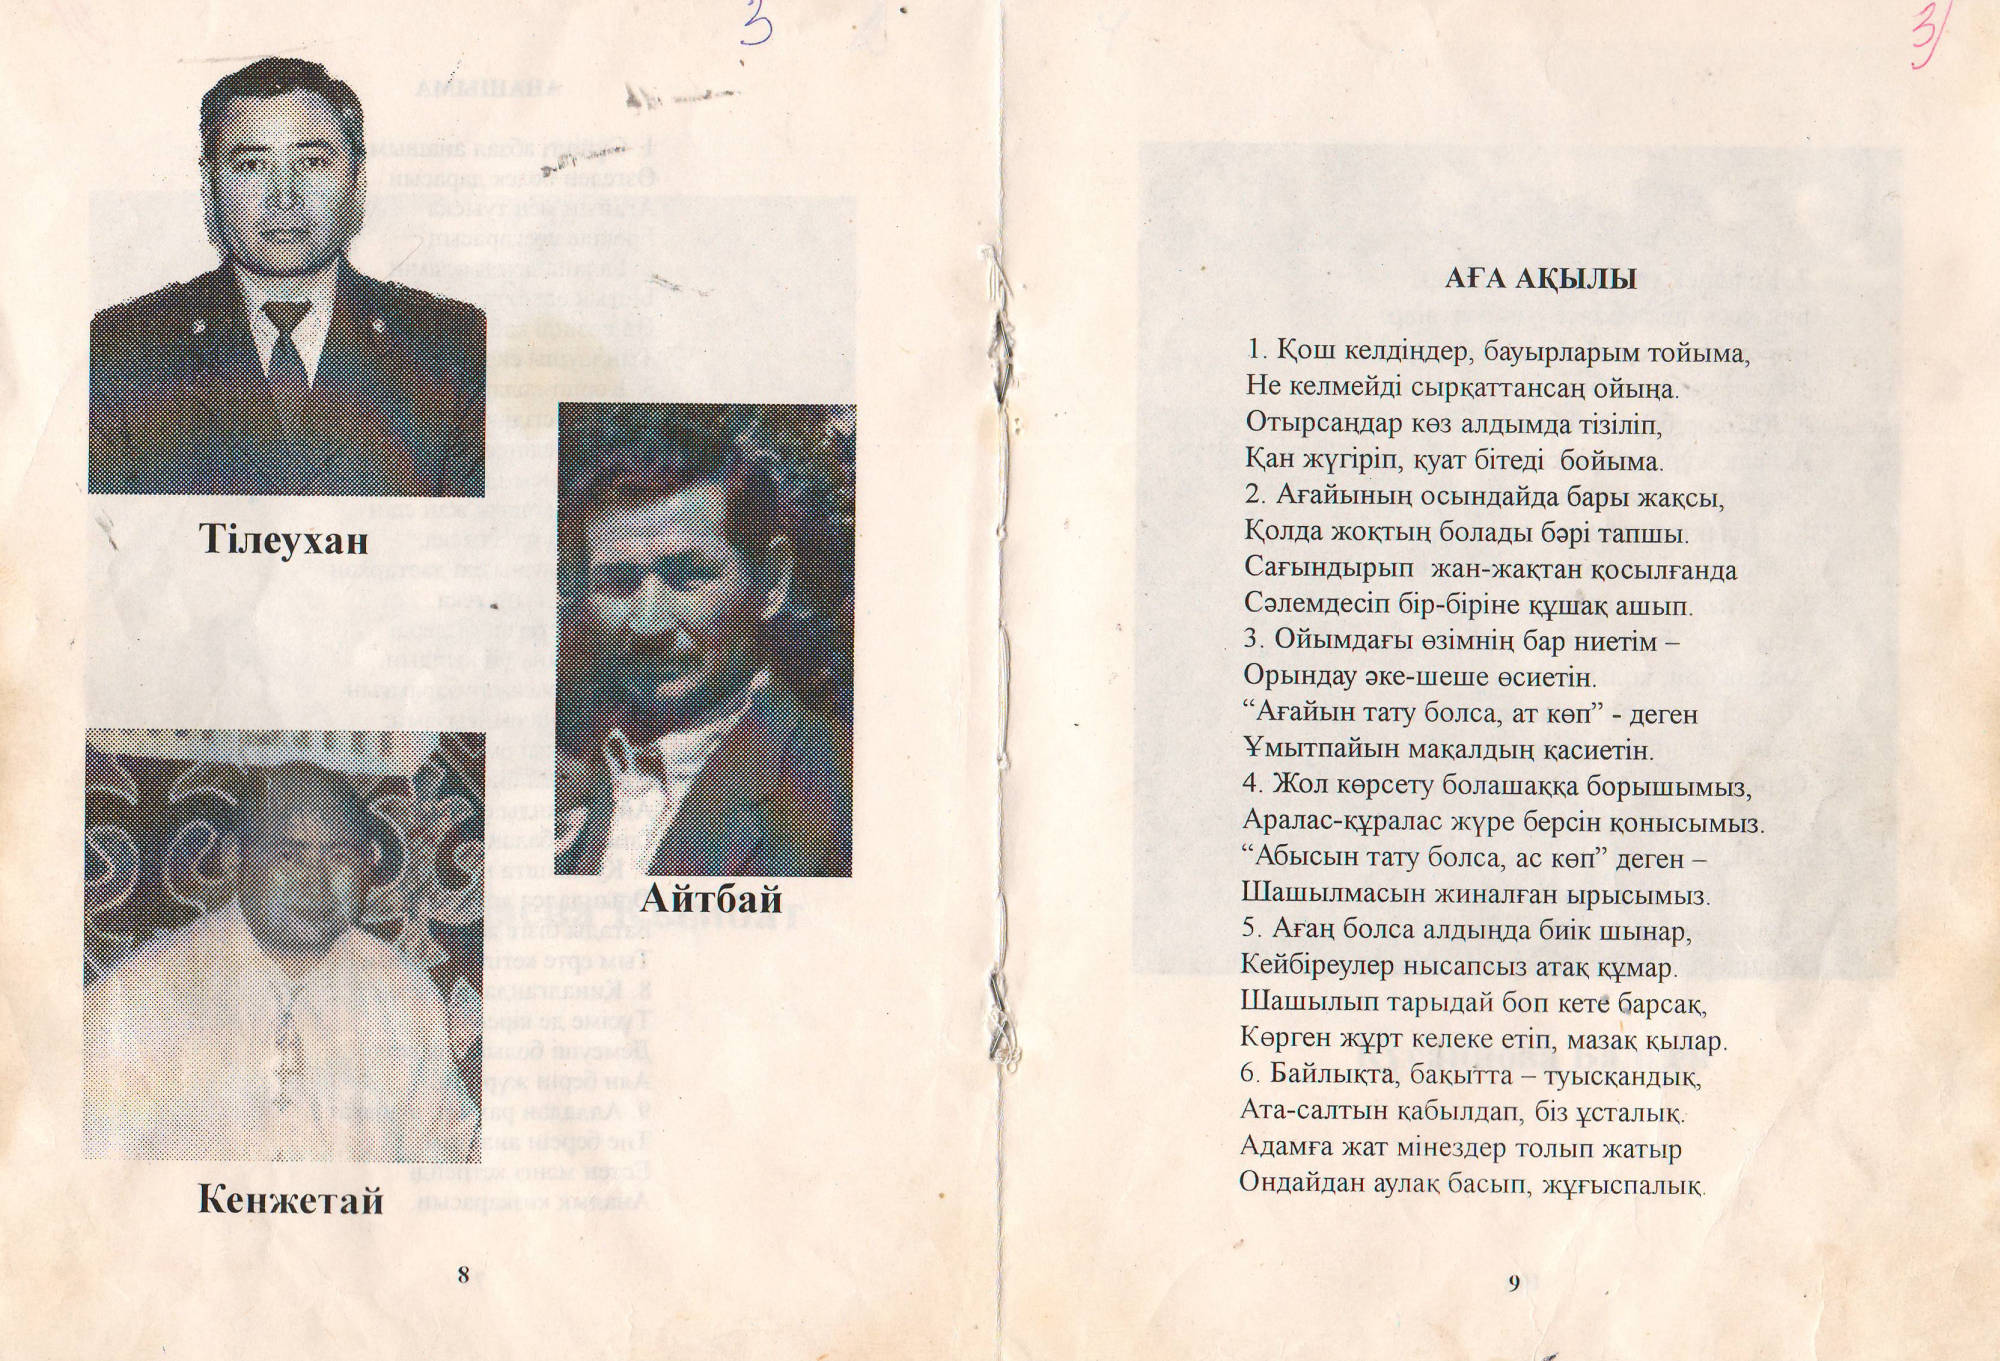 3
Тілеухан
Айтбай
Кенжетай
8
3
АҒА АҚЫЛЫ
1. Қош келдіңдер, бауырларым тойыма,
Не келмейді сырқаттансаң ойыңа.
Отырсаңдар көз алдымда тізіліп,
Қан жүгіріп, қуат бітеді бойыма.
2. Ағайының осындайда бары жақсы,
Қолда жоқтың болады бәрі тапшы.
Сағындырып жан-жақтан қосылғанда
Сәлемдесіп бір-біріне құшақ ашып.
3. Ойымдағы өзімнің бар ниетім –
Орындау әке-шеше өсиетін.
“Ағайын тату болса, ат көп” - деген
Ұмытпайын мақалдың қасиетін.
4. Жол көрсету болашаққа борышымыз,
Аралас-құралас жүре берсін қонысымыз.
“Абысын тату болса, ас көп” деген –
Шашылмасын жиналған ырысымыз.
5. Ағаң болса алдыңда биік шынар,
Кейбіреулер нысапсыз атақ құмар.
Шашылып тарыдай боп кете барсақ,
Көрген жұрт келеке етіп, мазақ қылар.
6. Байлықта, бақытта – туысқандық,
Ата-салтын қабылдап, біз ұсталық.
Адамға жат мінездер толып жатыр
Ондайдан аулақ басып, жұғыспалық.
9